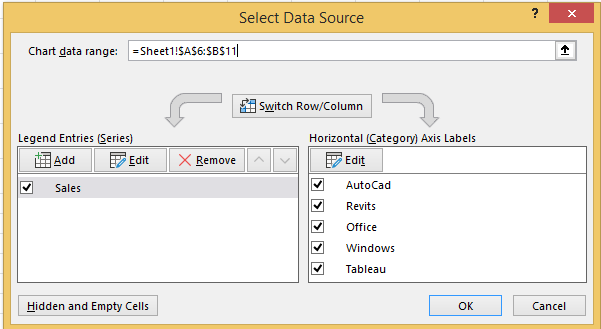 Select Data Source
? ×
Chart data range: =Sheet1!$A$6:$B$11
Switch Row/Column
Legend Entries (Series)
Add Edit Remove
Sales
Horizontal (Category) Axis Labels
Edit
AutoCad
Revits
Office
Windows
Tableau
Hidden and Empty Cells
OK Cancel